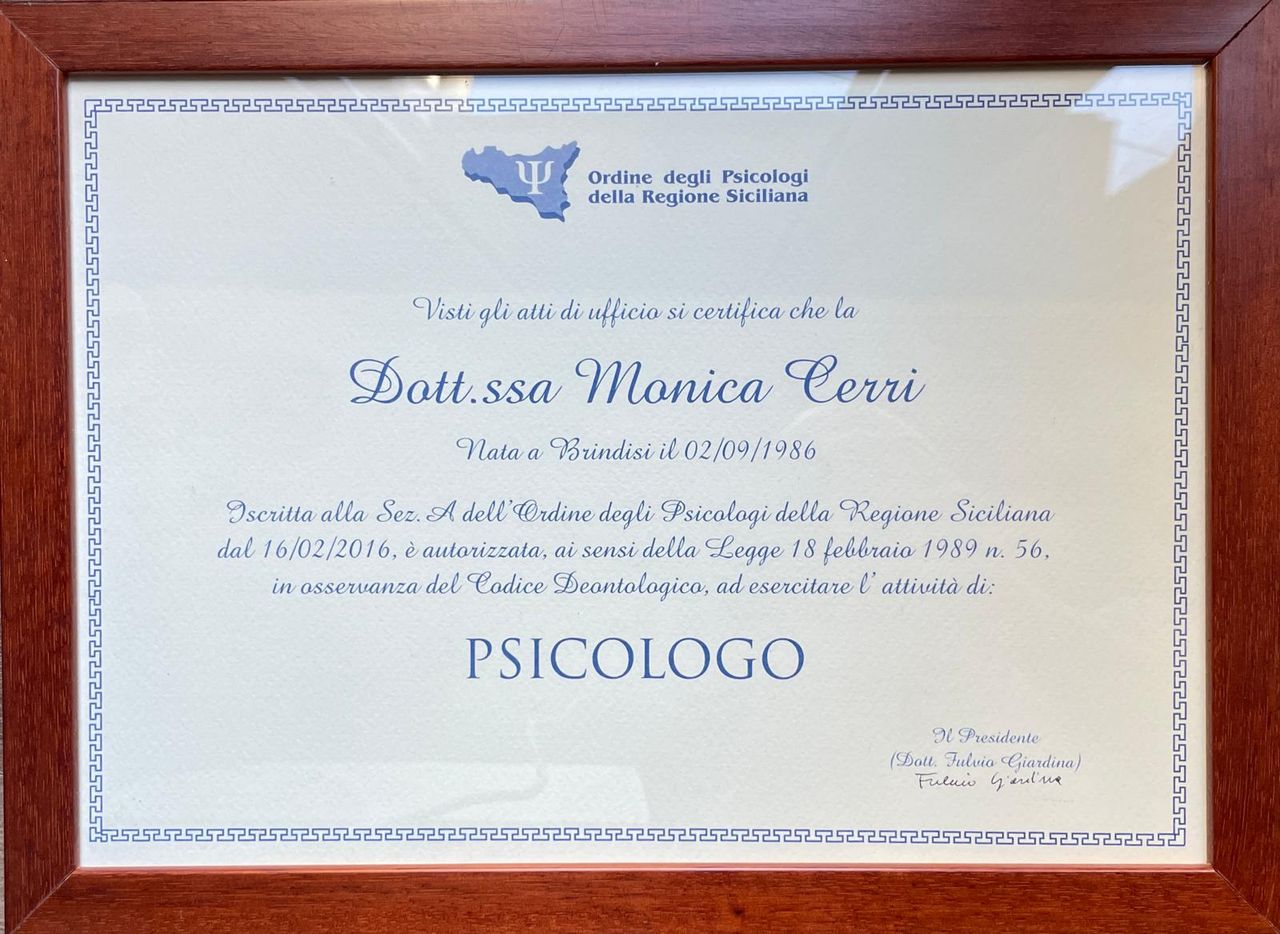 Ψ
Ordine degli Psicologi
della Regione Siciliana
Visti gli atti di ufficio si certifica che la
Dott.ssa Monica Cerri
Nata a Brindisi il 02/09/1986
Iscritta alla Sez. A dell'Ordine degli Psicologi della Regione Siciliana
dal 16/02/2016, è autorizzata, ai sensi della Legge 18 febbraio 1989 n. 56,
in osservanza del Codice Deontologico, ad esercitare l' attività di:
PSICOLOGO
Il Presidente
(Dott. Fulvio Giardina)
Fulvio Giardina